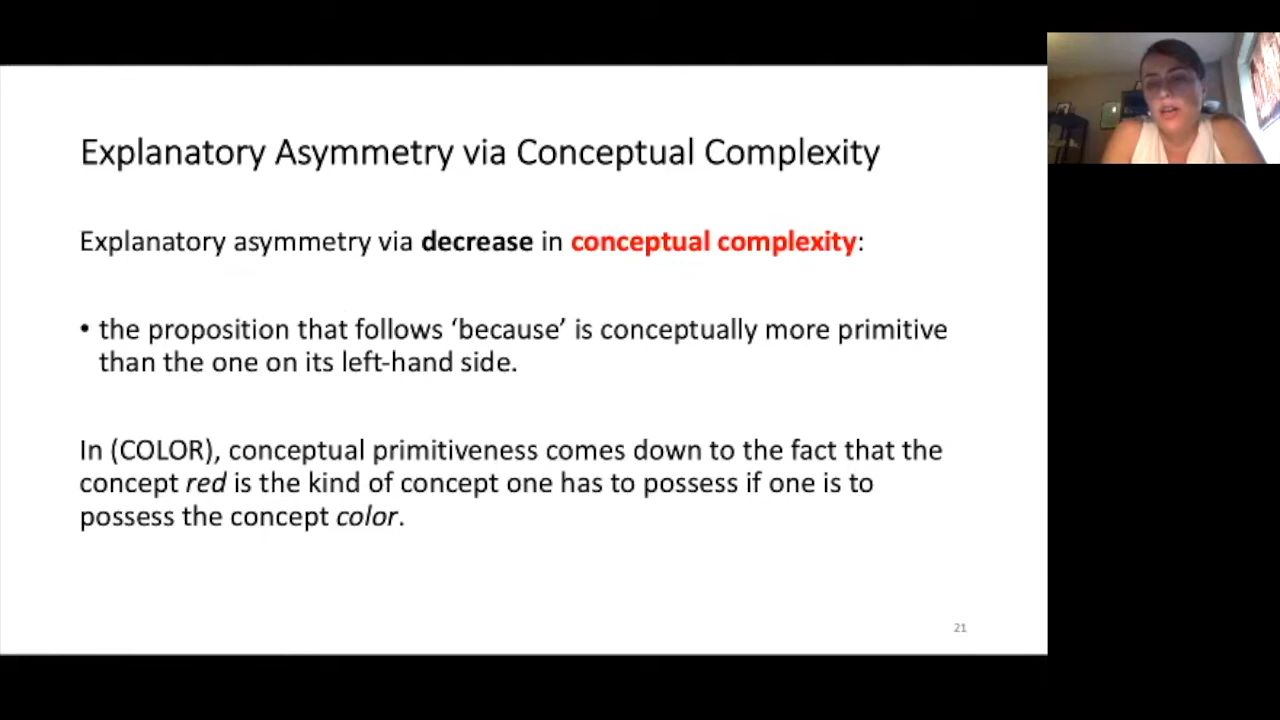 Explanatory Asymmetry via Conceptual Complexity
Explanatory asymmetry via decrease in conceptual complexity:
• the proposition that follows ‘because’ is conceptually more primitive
than the one on its left-hand side.
In (COLOR), conceptual primitiveness comes down to the fact that the
concept red is the kind of concept one has to possess if one is to
possess the concept color.
21